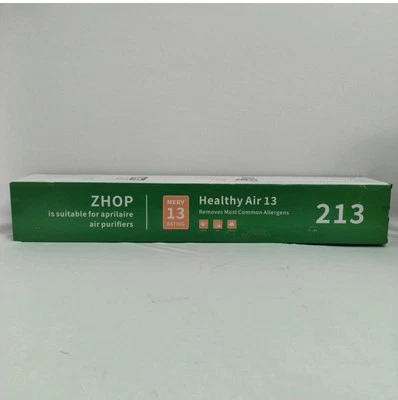 ZHOP
is suitable for aprilaire
air purifiers
MERV
13
RATING
Healthy Air 13
Removes Most Common Allergens
213